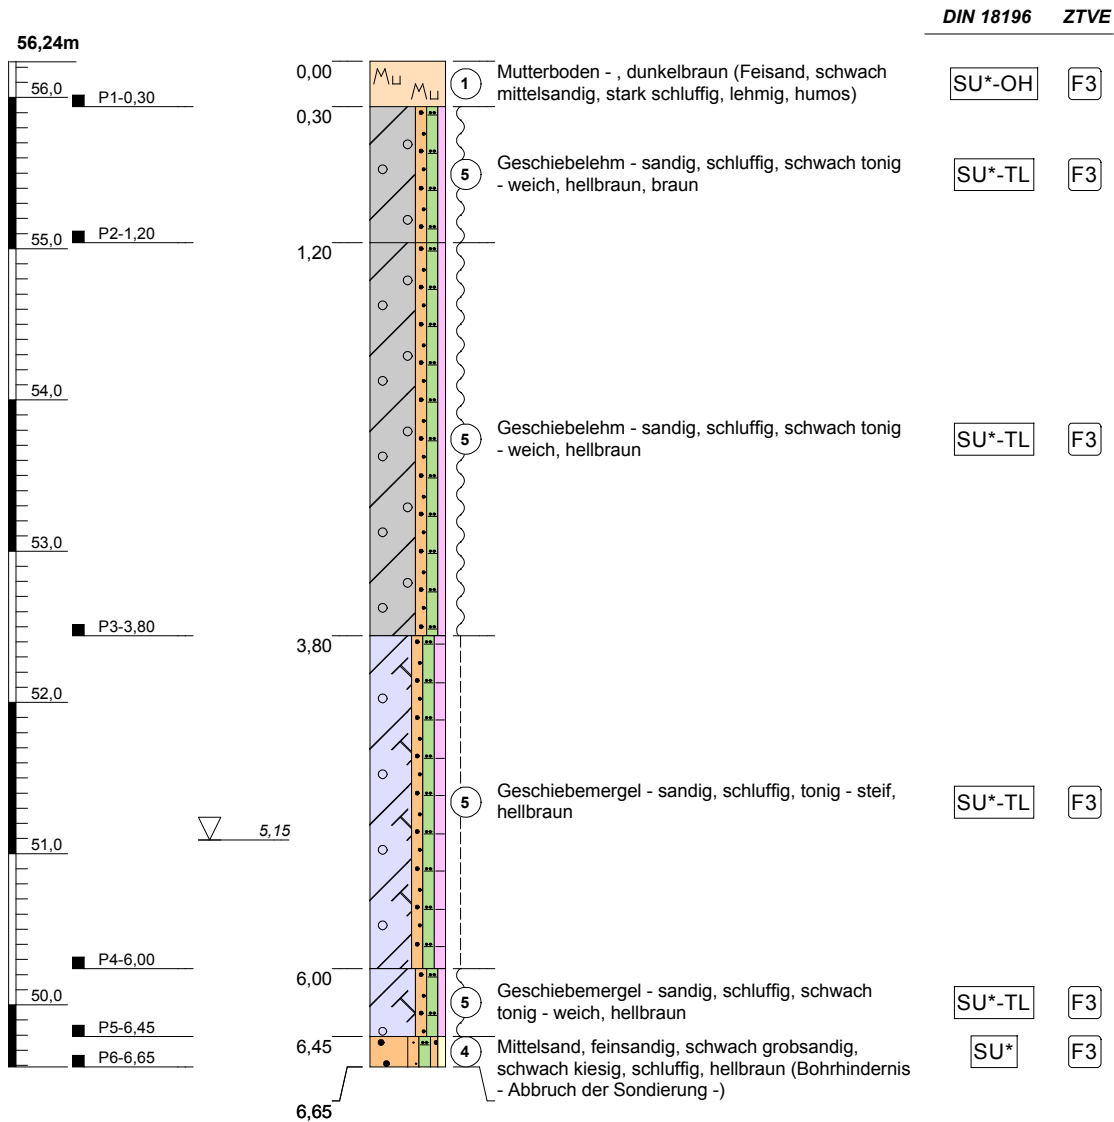 DIN 18196 ZTVE
56,24m
0,00
Mutterboden - , dunkelbraun (Feisand, schwach
mittelsandig, stark schluffig, lehmig, humos)
1
SU*-OH F3
56,0
P1-0,30
0,30
Geschiebelehm - sandig, schluffig, schwach tonig
- weich, hellbraun, braun
5
SU*-TL F3
55,0
P2-1,20
1,20
54,0
Geschiebelehm - sandig, schluffig, schwach tonig
- weich, hellbraun
5
SU*-TL F3
53,0
P3-3,80
3,80
52,0
Geschiebemergel - sandig, schluffig, tonig - steif,
hellbraun
5
SU*-TL F3
5,15
51,0
P4-6,00
6,00
Geschiebemergel - sandig, schluffig, schwach
tonig - weich, hellbraun
5
SU*-TL F3
50,0
P5-6,45
6,45
Mittelsand, feinsandig, schwach grobsandig,
schwach kiesig, schluffig, hellbraun (Bohrhindernis
- Abbruch der Sondierung -)
4
SU* F3
P6-6,65
6,65
Mu
Mu